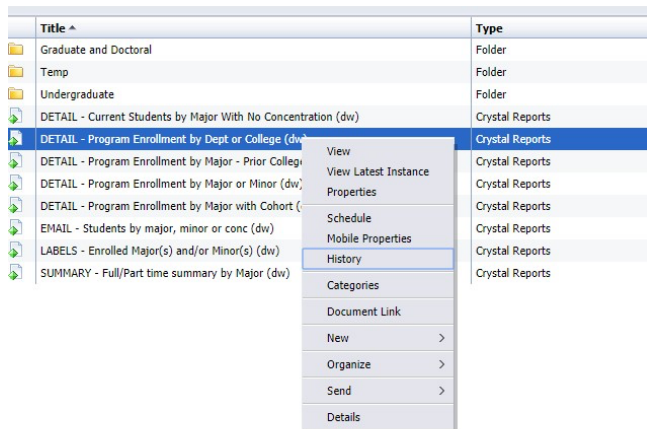 Title Type
Graduate and Doctoral Folder
Temp Folder
Undergraduate Folder
DETAIL - Current Students by Major With No Concentration (dw) Crystal Reports
DETAIL - Program Enrollment by Dept or College (dw) Crystal Reports
DETAIL - Program Enrollment by Major - Prior College Crystal Reports
DETAIL - Program Enrollment by Major or Minor (dw) Crystal Reports
DETAIL - Program Enrollment by Major with Cohort ( Crystal Reports
EMAIL - Students by major, minor or conc (dw) Crystal Reports
LABELS - Enrolled Major(s) and/or Minor(s) (dw) Crystal Reports
SUMMARY - Full/Part time summary by Major (dw) Crystal Reports
View
View Latest Instance
Properties
Schedule
Mobile Properties
History
Categories
Document Link
New >
Organize >
Send >
Details